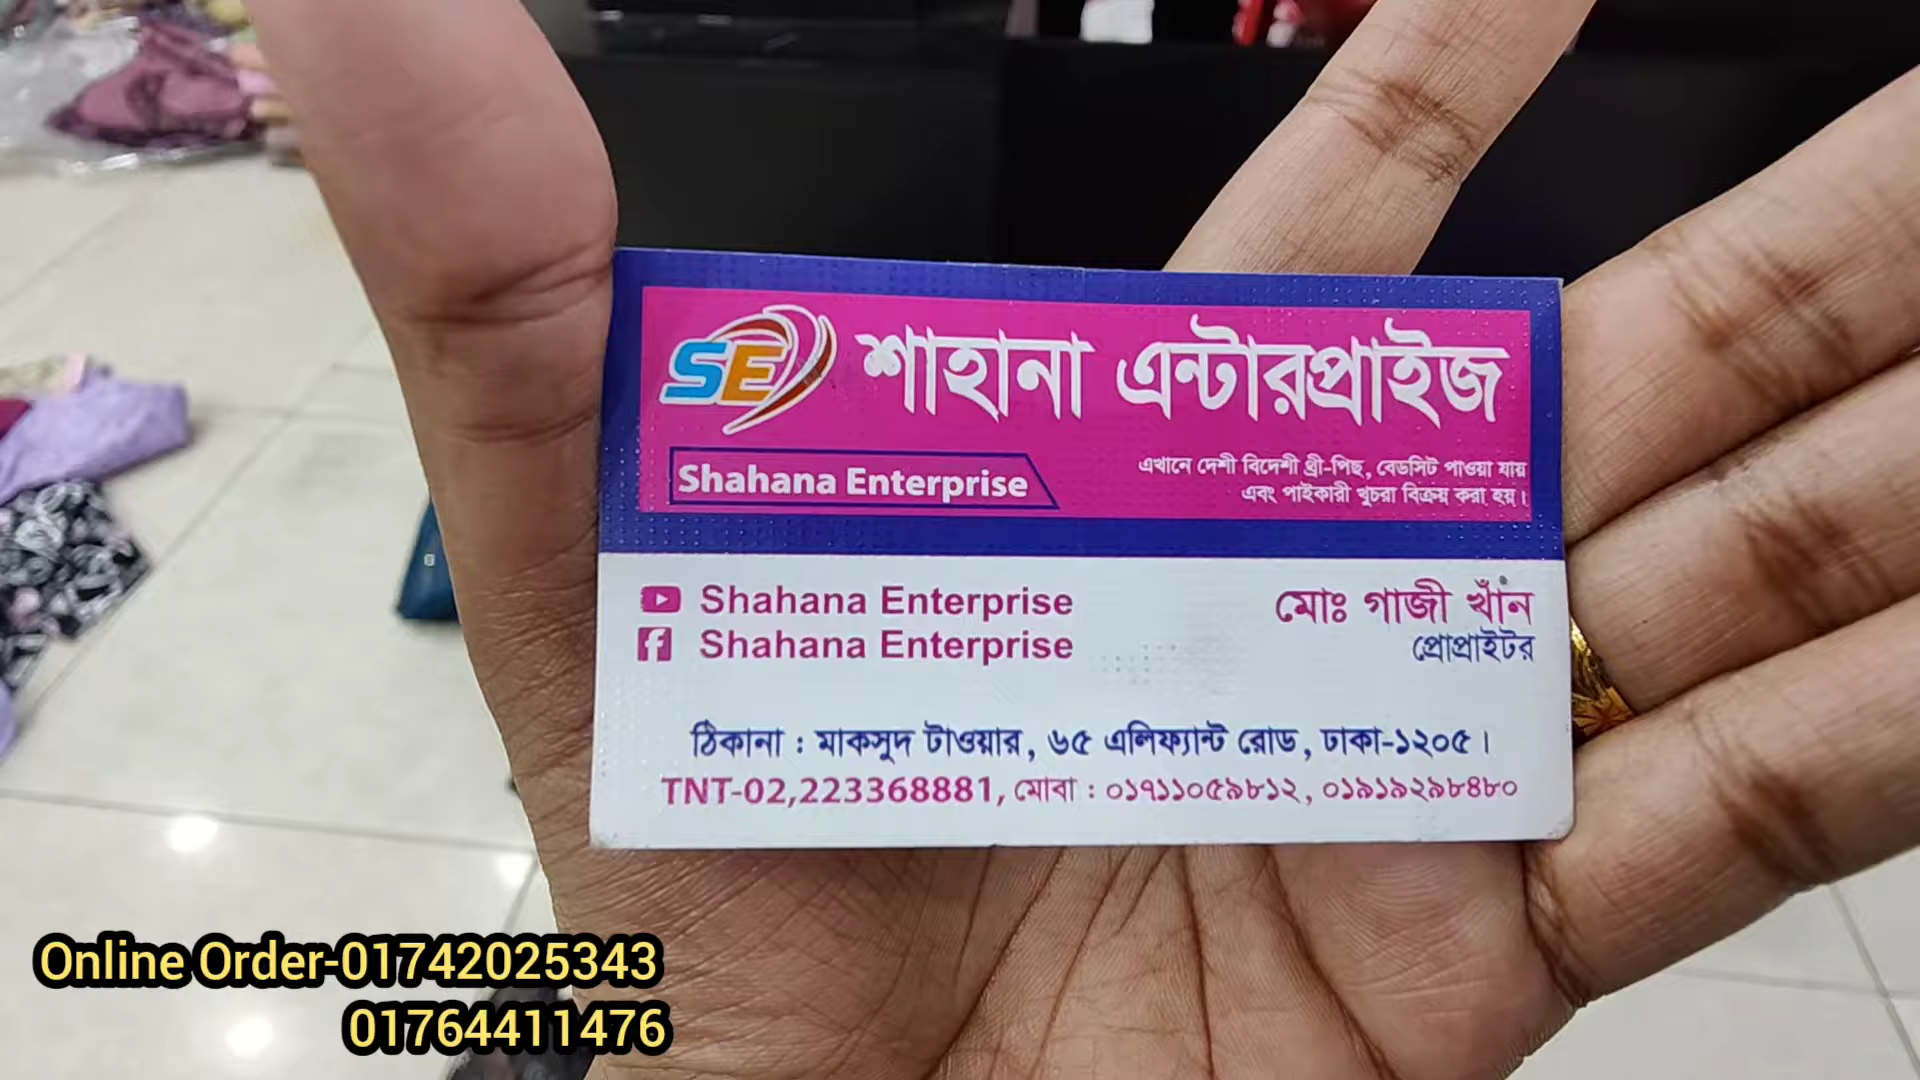 SE শাহানা এন্টারপ্রাইজ
Shahana Enterprise
এখানে দেশী বিদেশী থ্রী-পিছ, বেডসিট পাওয়া যায়
এবং পাইকারী খুচরা বিক্রয় করা হয়।
Shahana Enterprise
Shahana Enterprise
মোঃ গাজী খাঁন
প্রোপ্রাইটর
ঠিকানা : মাকসুদ টাওয়ার, ৬৫ এলিফ্যান্ট রোড, ঢাকা-১২০৫।
TNT-02,223368881, মোবা : ০১৭১১০৫৯৮১২, ০১৯১৯২৯৮৪৮০
Online Order-01742025343
01764411476